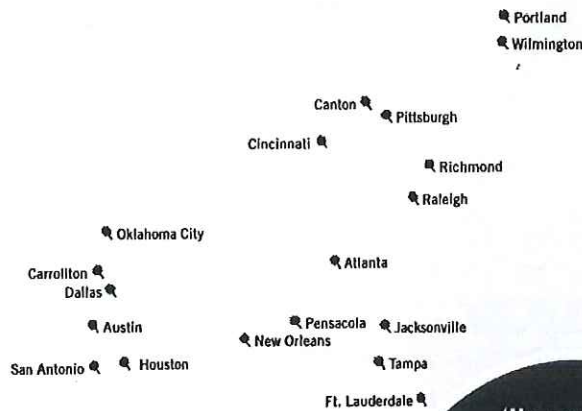 Portland
Wilmington
Canton
Pittsburgh
Cincinnati
Richmond
Raleigh
Oklahoma City
Atlanta
Carrollton
Dallas
Pensacola
Jacksonville
Austin
New Orleans
San Antonio
Houston
Tampa
Ft. Lauderdale